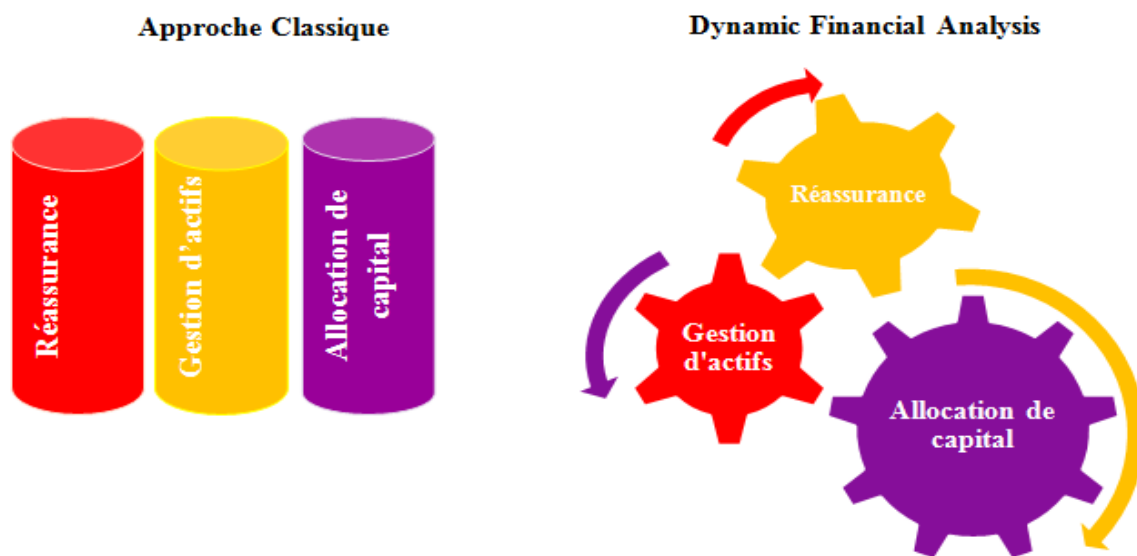 Approche Classique
Réassurance
Gestion d’actifs
Allocation de
capital
Dynamic Financial Analysis
Réassurance
Gestion
d'actifs
Allocation de
capital